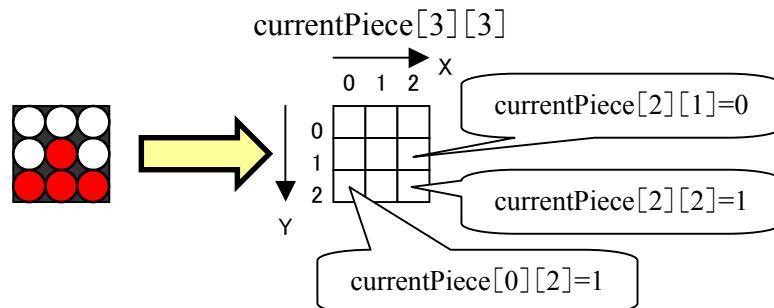 currentPiece[3][3]
X
0 1 2
currentPiece[2][1]=0
0
1
2
Y
currentPiece[2][2]=1
currentPiece[0][2]=1